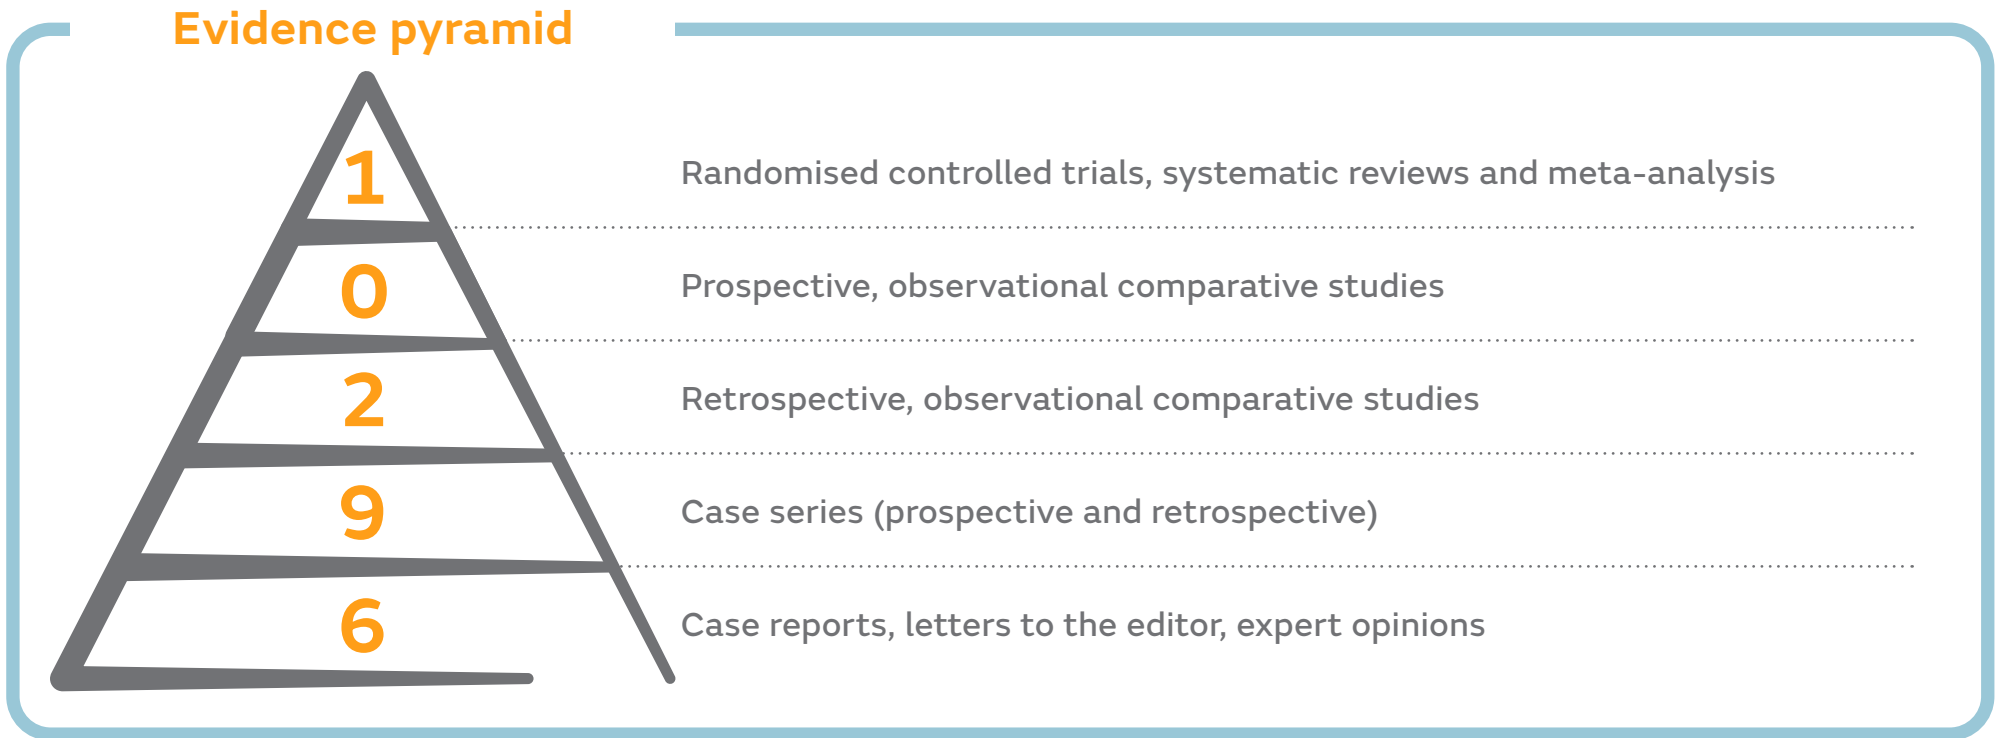 Evidence pyramid
1 Randomised controlled trials, systematic reviews and meta-analysis
0 Prospective, observational comparative studies
2 Retrospective, observational comparative studies
9 Case series (prospective and retrospective)
6 Case reports, letters to the editor, expert opinions